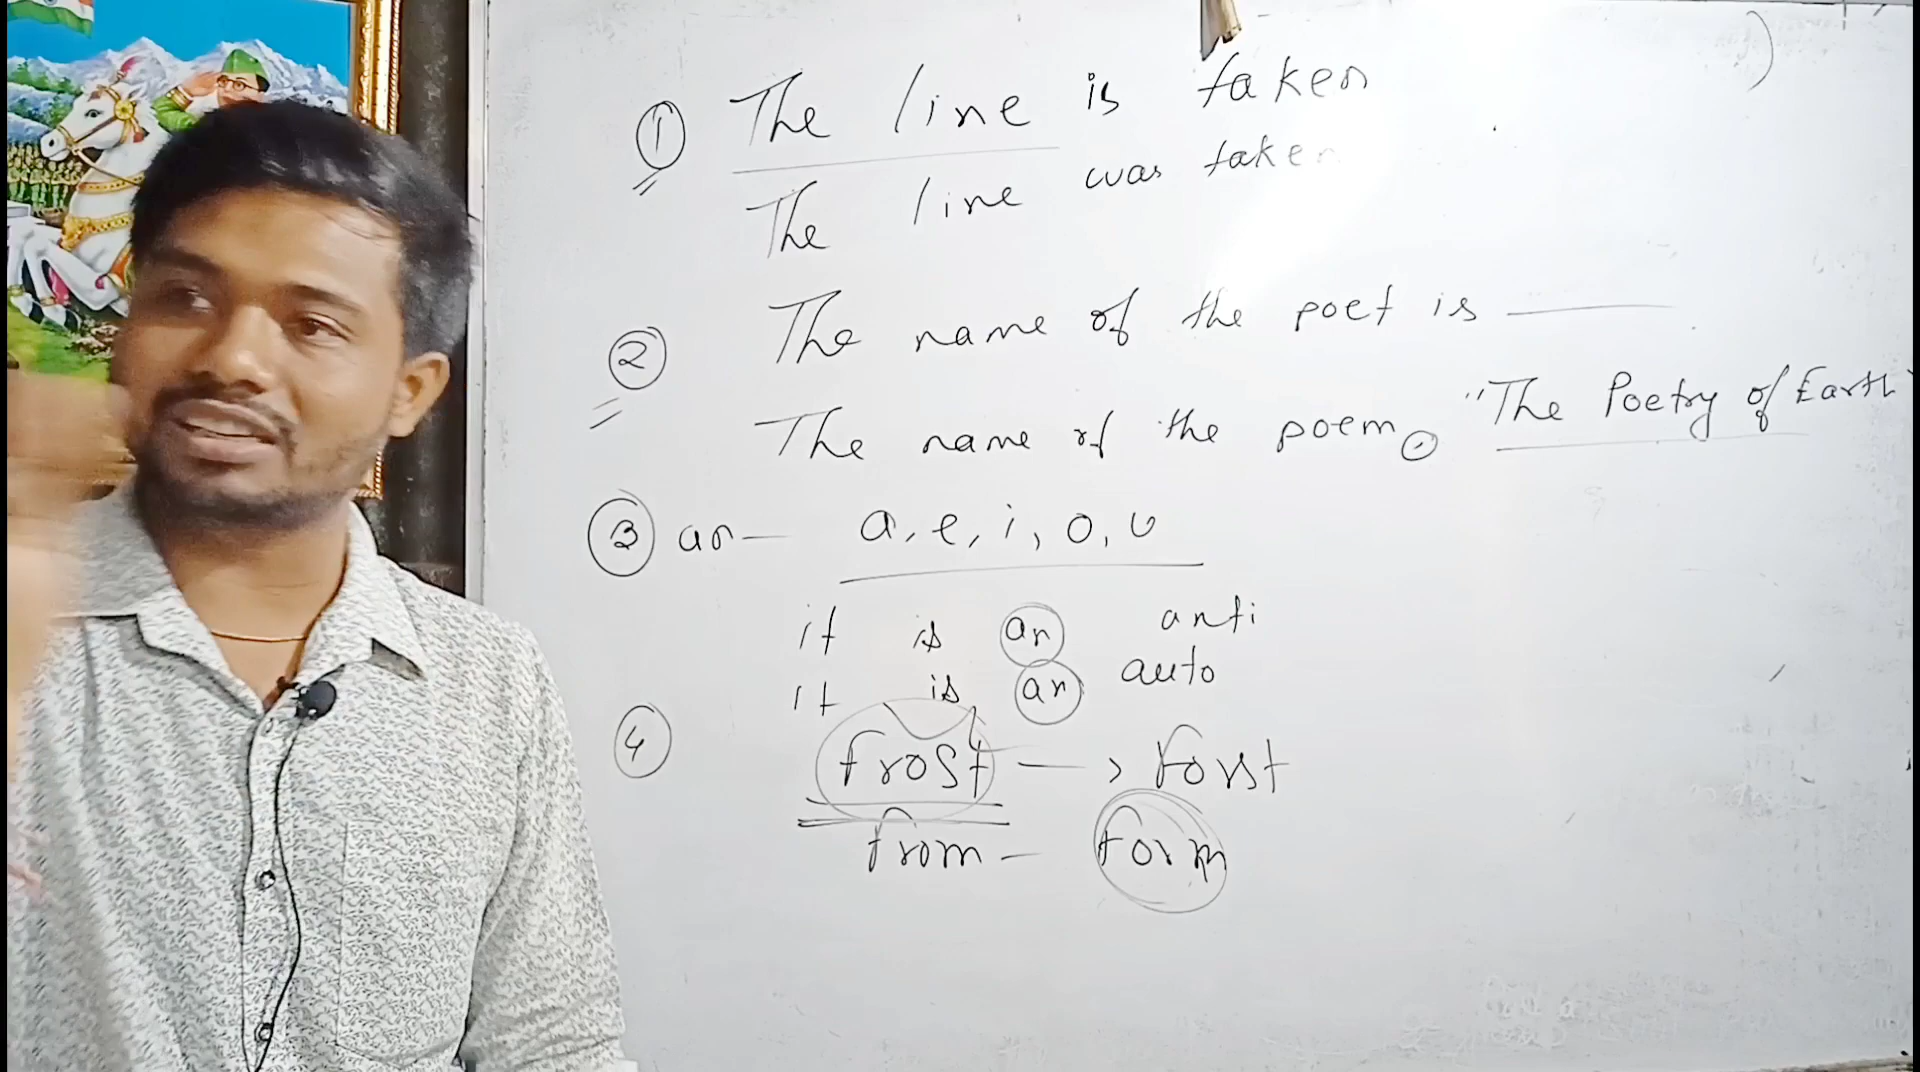 ① The line is taken
The line was taken
② The name of the poet is ———
The name of the poem. "The Poetry of Earth"
③ an — a, e, i, o, u
it is an anti
it is an auto
④ frost —> forst
from — form